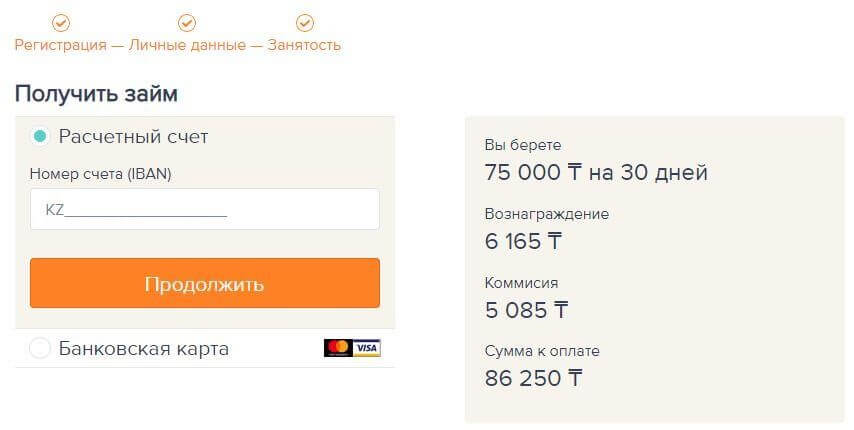 Регистрация — Личные данные — Занятость
Получить займ
Расчетный счет
Номер счета (IBAN)
KZ__________________
Продолжить
Банковская карта
VISA
Вы берете
75 000 ₸ на 30 дней
Вознаграждение
6 165 ₸
Коммисия
5 085 ₸
Сумма к оплате
86 250 ₸